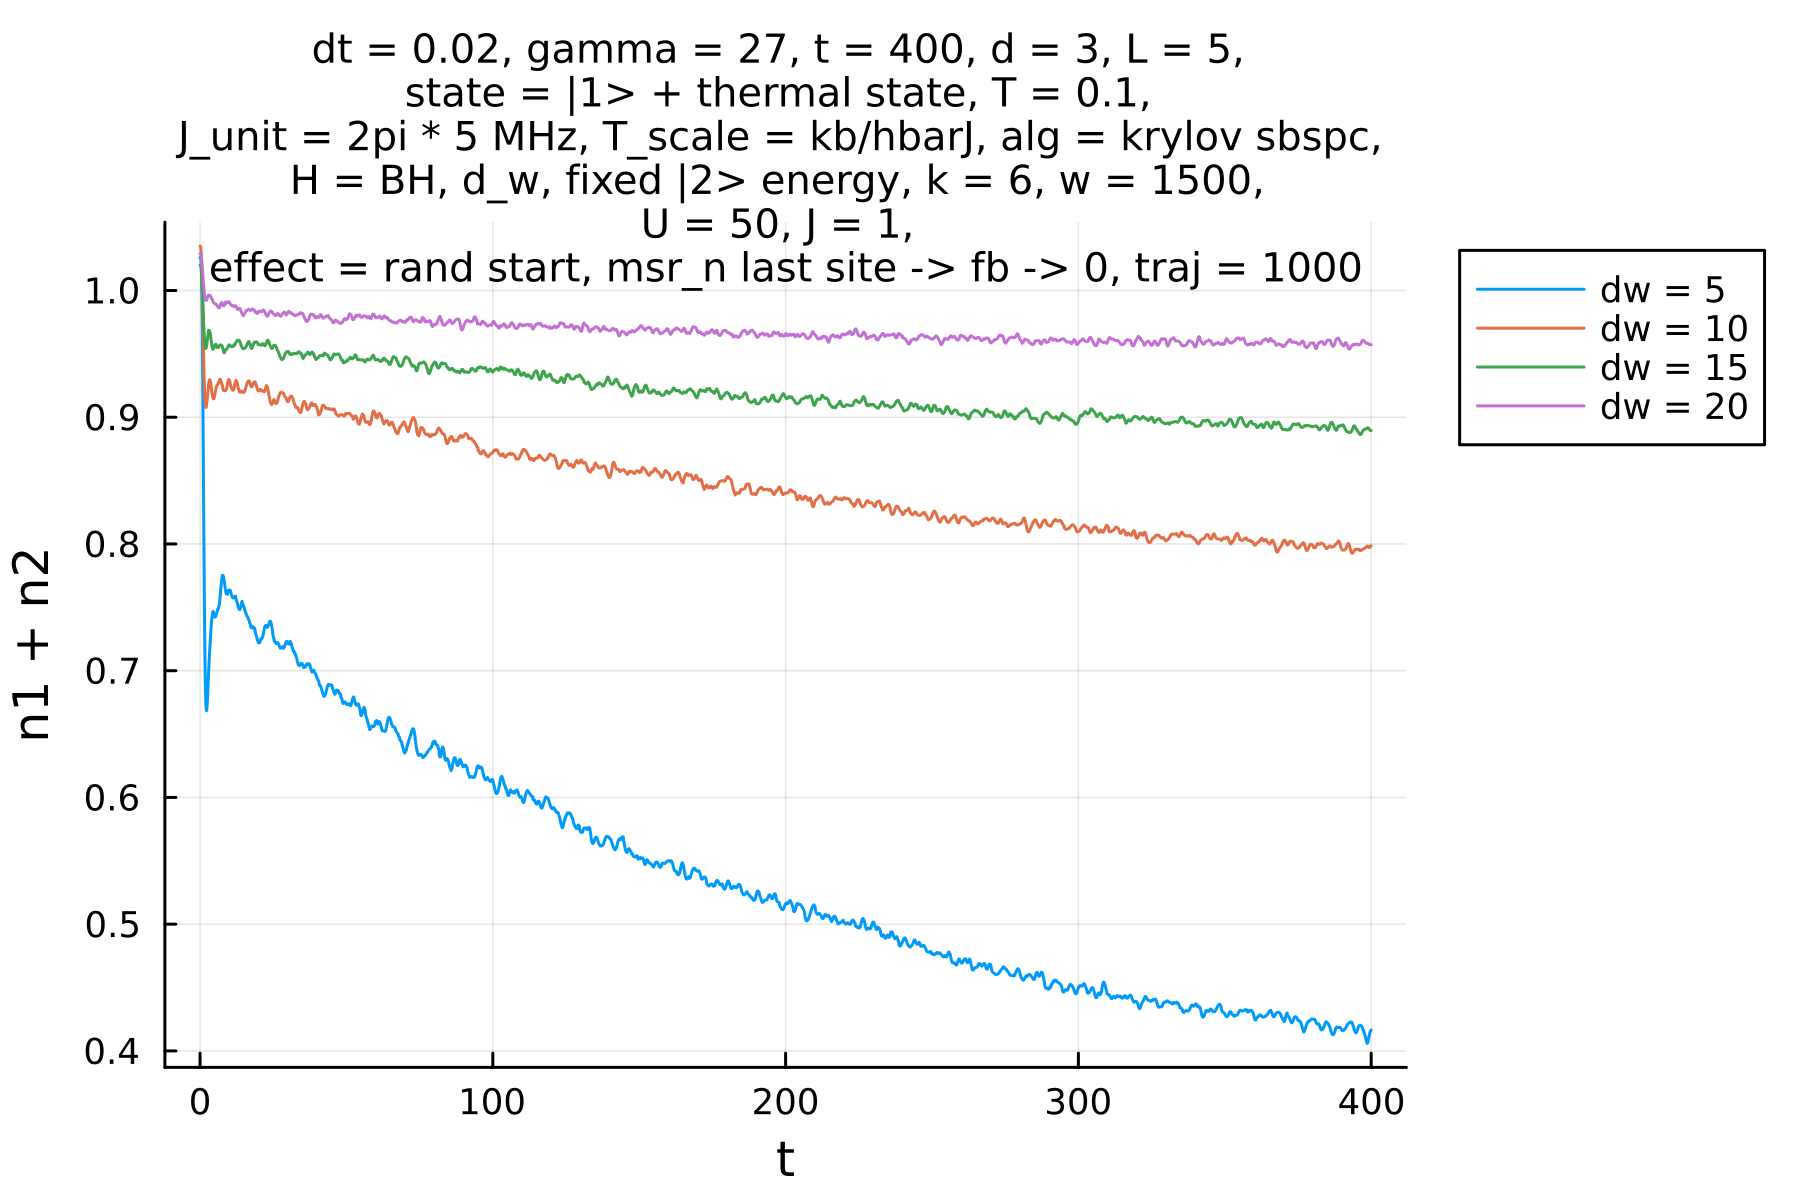 dt = 0.02, gamma = 27, t = 400, d = 3, L = 5,
state = |1> + thermal state, T = 0.1,
J_unit = 2pi * 5 MHz, T_scale = kb/hbarJ, alg = krylov sbspc,
H = BH, d_w, fixed |2> energy, k = 6, w = 1500,
U = 50, J = 1,
effect = rand start, msr_n last site -> fb -> 0, traj = 1000
n1 + n2
1.0
0.9
0.8
0.7
0.6
0.5
0.4
0
100
200
300
400
t
dw = 5
dw = 10
dw = 15
dw = 20